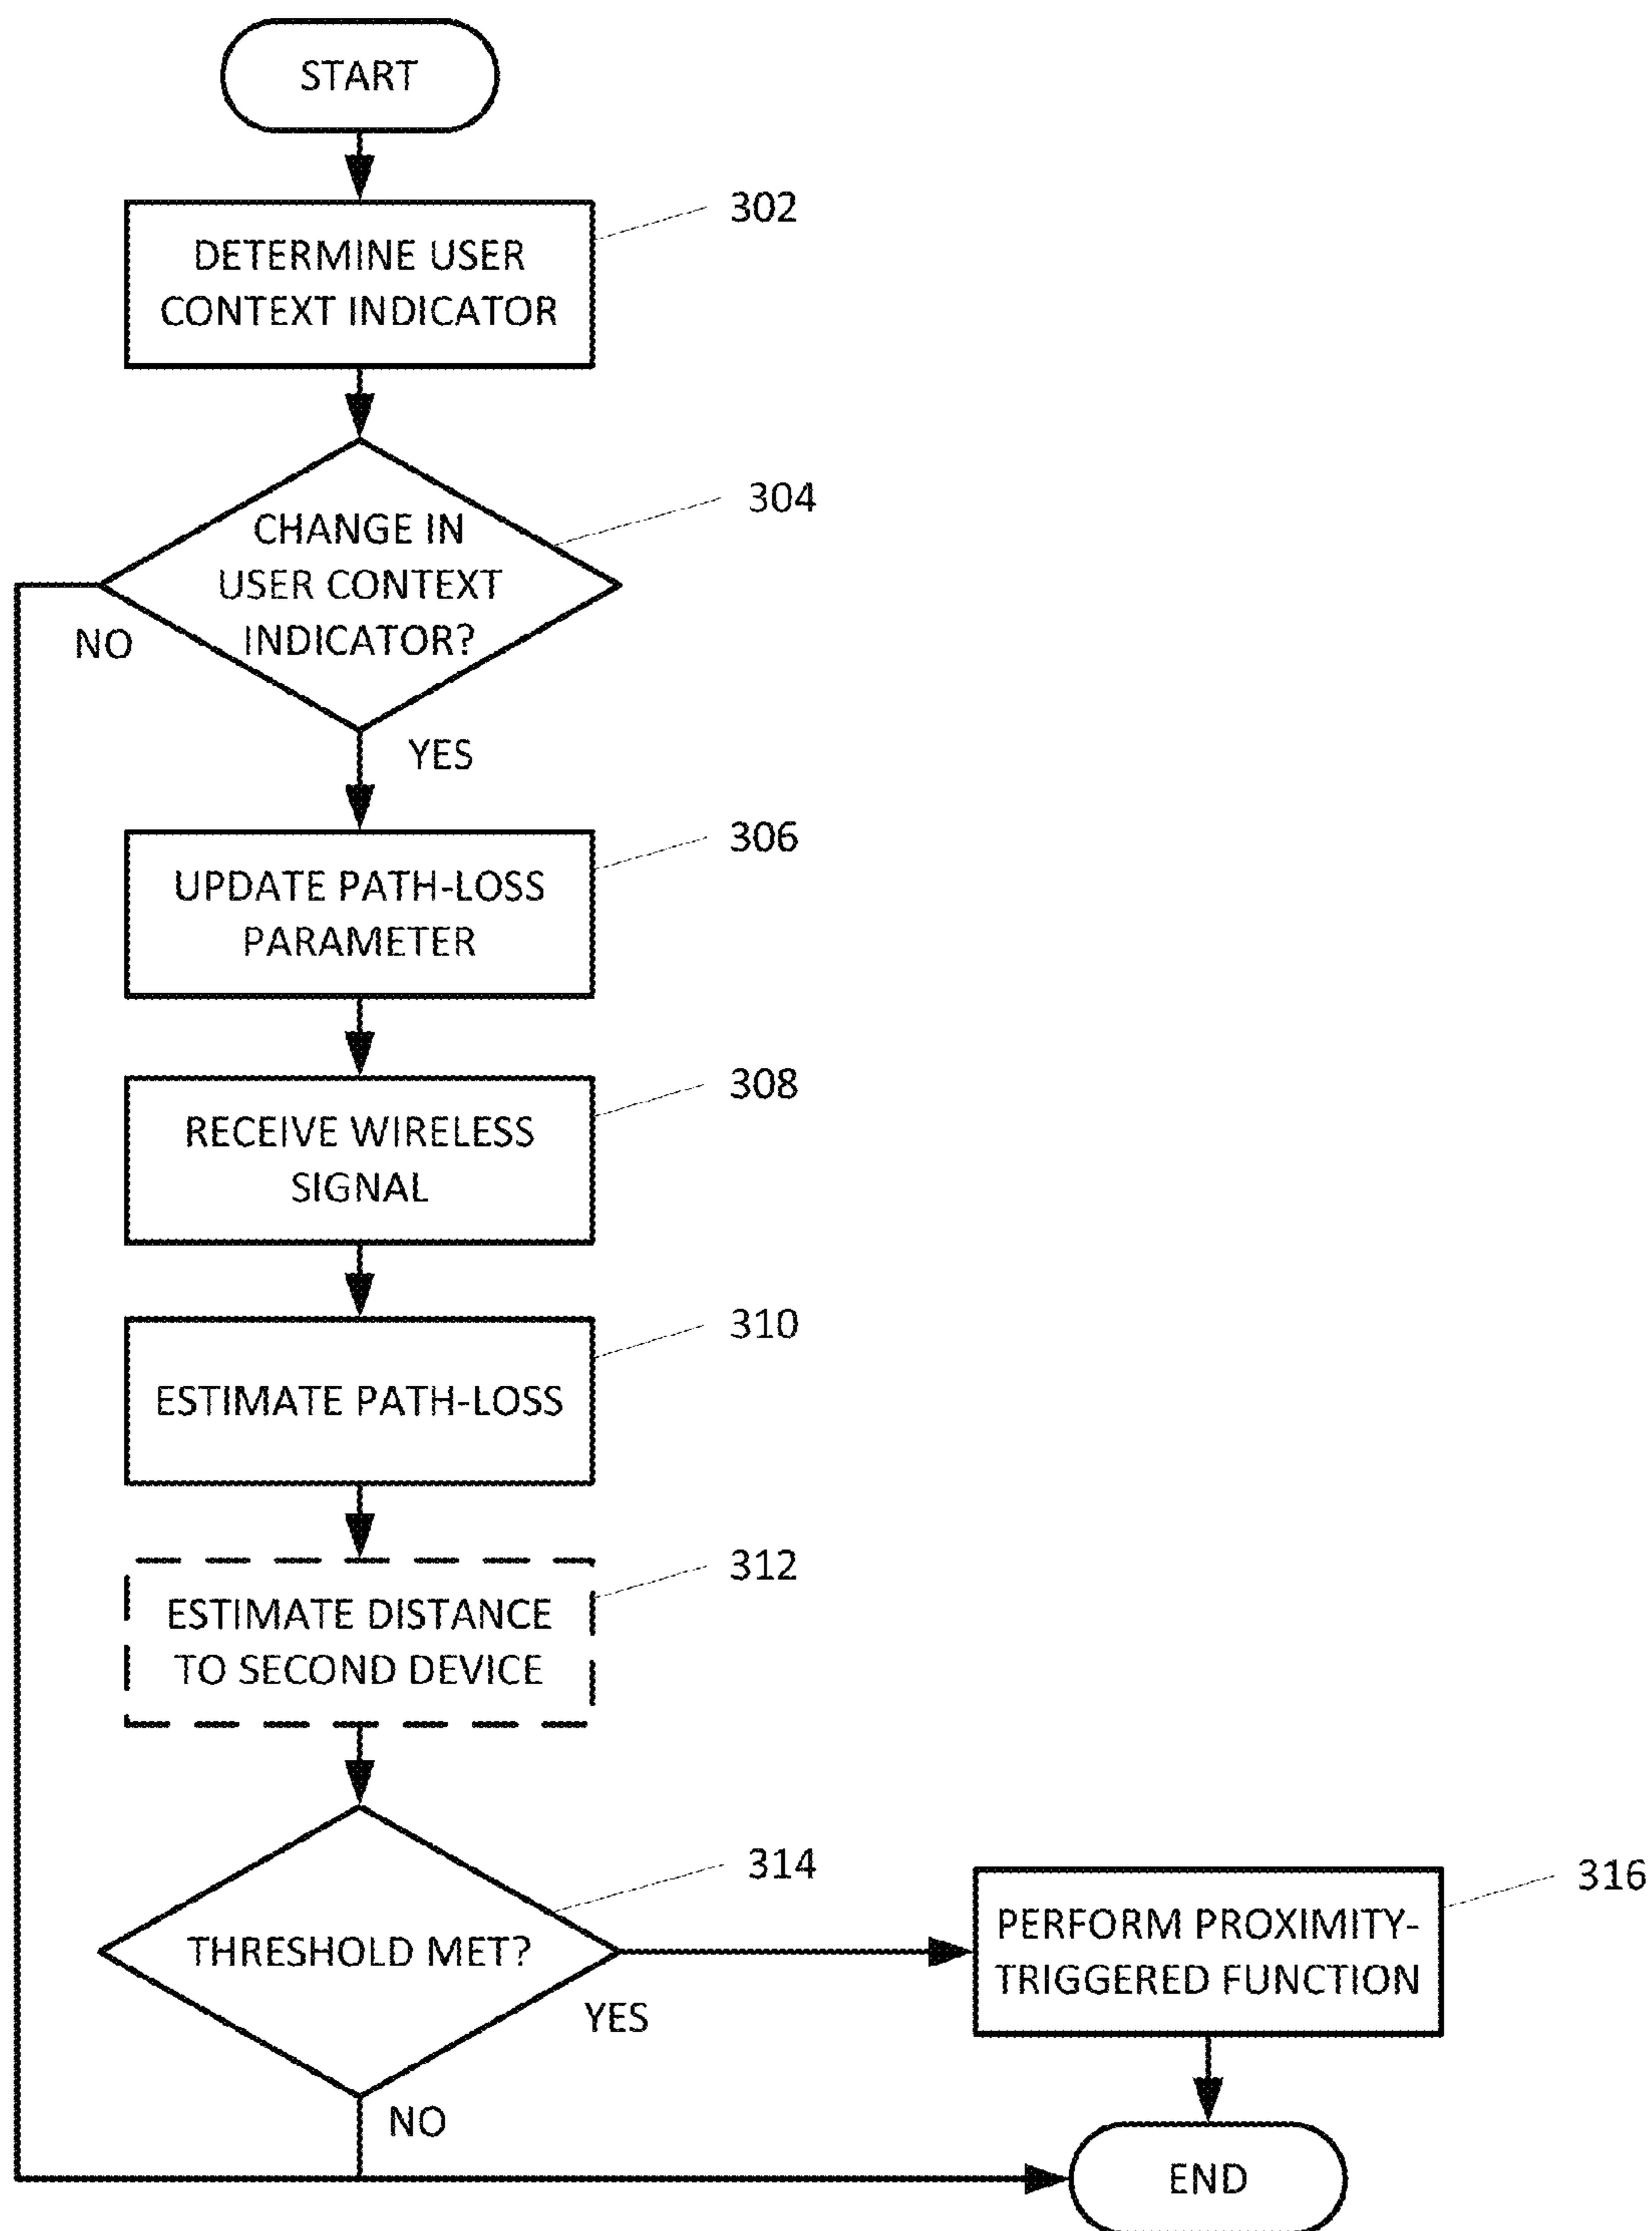 START
302
DETERMINE USER
CONTEXT INDICATOR
304
CHANGE IN
USER CONTEXT
INDICATOR?
NO
YES
306
UPDATE PATH-LOSS
PARAMETER
308
RECEIVE WIRELESS
SIGNAL
310
ESTIMATE PATH-LOSS
312
ESTIMATE DISTANCE
TO SECOND DEVICE
314
THRESHOLD MET?
YES
NO
316
PERFORM PROXIMITY-
TRIGGERED FUNCTION
END